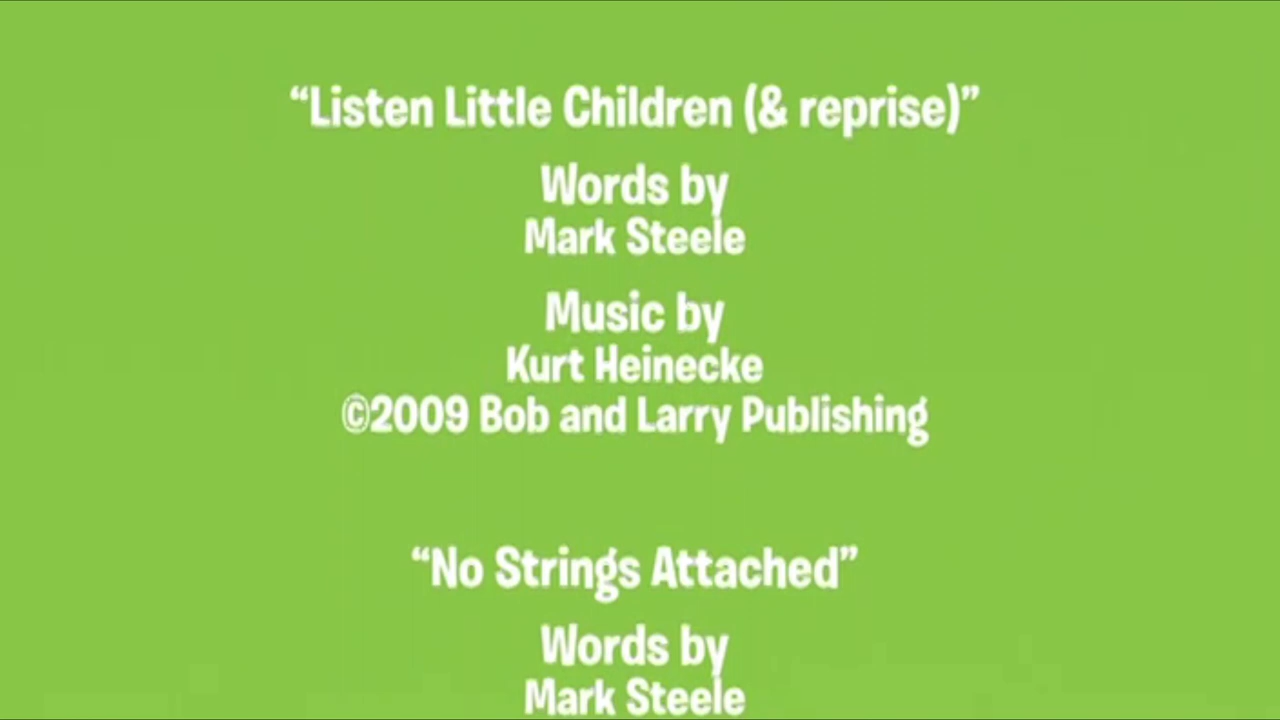 “Listen Little Children (& reprise)”
Words by
Mark Steele
Music by
Kurt Heinecke
©2009 Bob and Larry Publishing
“No Strings Attached”
Words by
Mark Steele